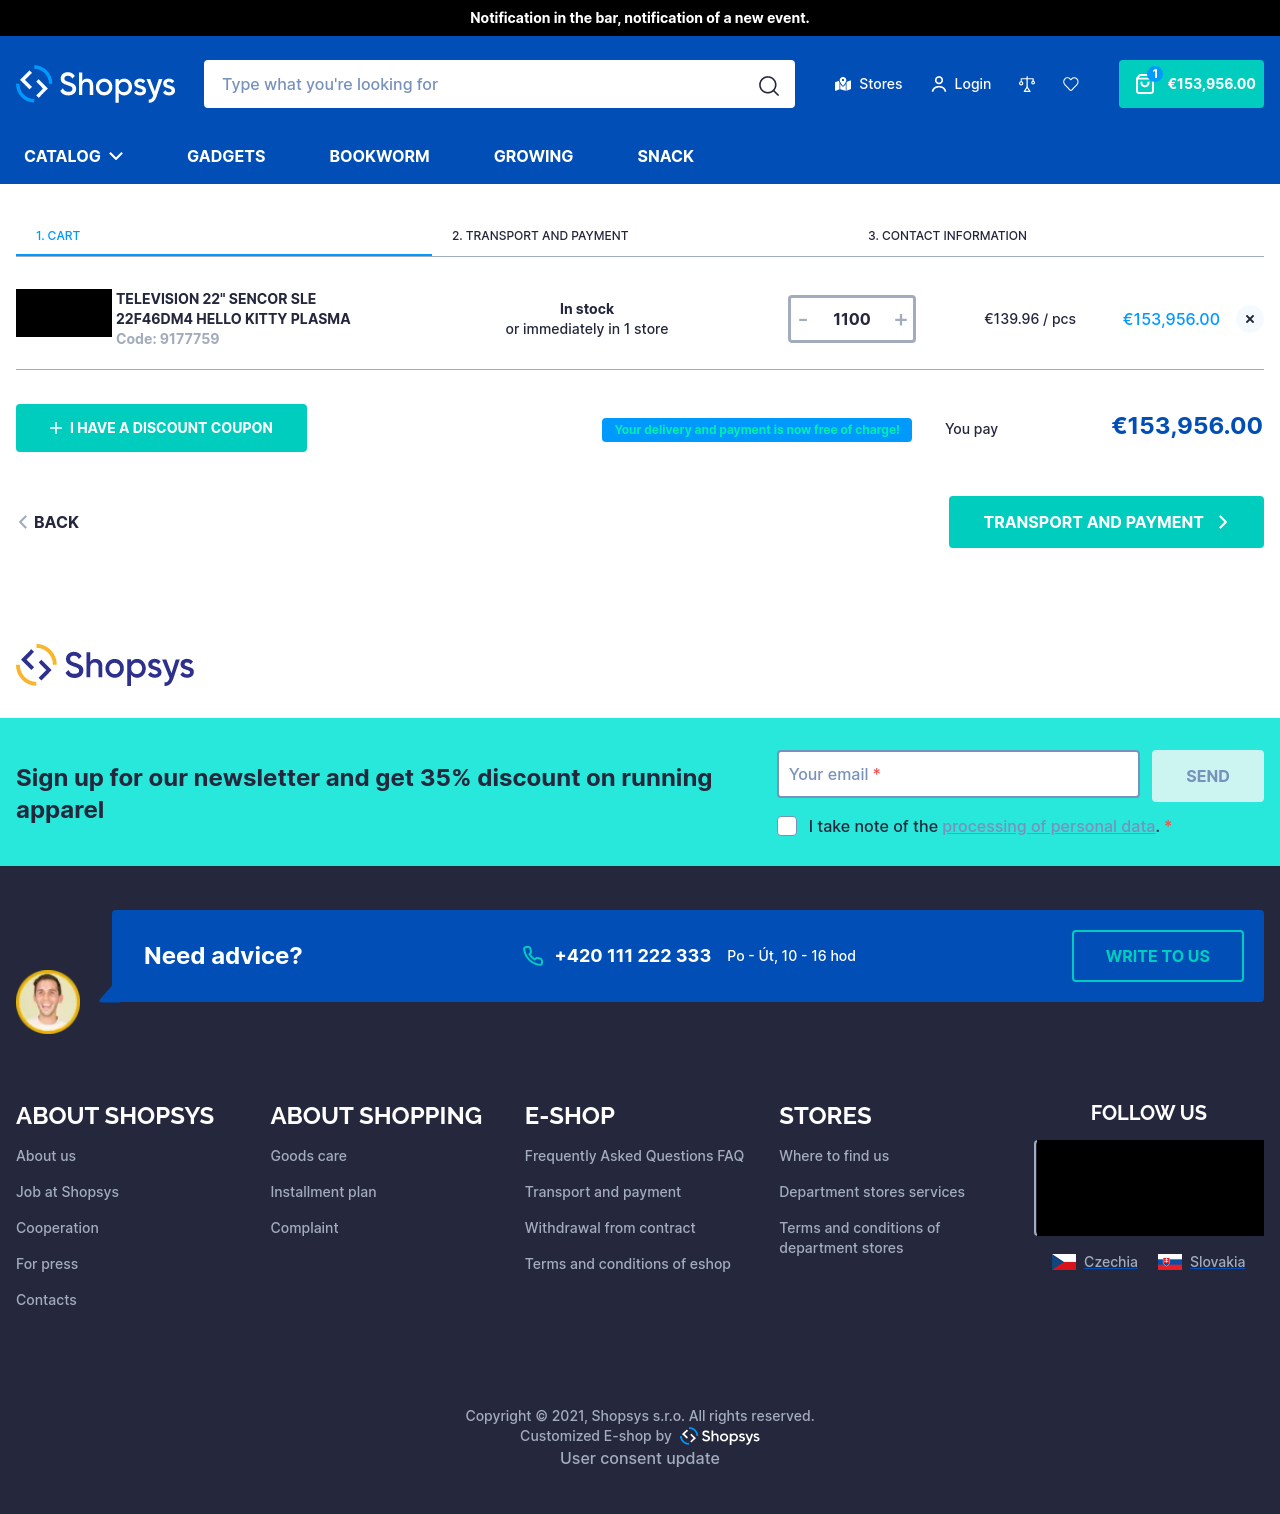 Notification in the bar, notification of a new event.
Shopsys
Type what you're looking for
Stores
Login
1
€153,956.00
CATALOG
GADGETS
BOOKWORM
GROWING
SNACK
1. CART
2. TRANSPORT AND PAYMENT
3. CONTACT INFORMATION
TELEVISION 22" SENCOR SLE
22F46DM4 HELLO KITTY PLASMA
Code: 9177759
In stock
or immediately in 1 store
- 1100 +
€139.96 / pcs
€153,956.00
I HAVE A DISCOUNT COUPON
Your delivery and payment is now free of charge!
You pay
€153,956.00
BACK
TRANSPORT AND PAYMENT
Shopsys
Sign up for our newsletter and get 35% discount on running
apparel
Your email *
SEND
I take note of the processing of personal data. *
Need advice?
+420 111 222 333
Po - Út, 10 - 16 hod
WRITE TO US
ABOUT SHOPSYS
About us
Job at Shopsys
Cooperation
For press
Contacts
ABOUT SHOPPING
Goods care
Installment plan
Complaint
E-SHOP
Frequently Asked Questions FAQ
Transport and payment
Withdrawal from contract
Terms and conditions of eshop
STORES
Where to find us
Department stores services
Terms and conditions of
department stores
FOLLOW US
Czechia
Slovakia
Copyright © 2021, Shopsys s.r.o. All rights reserved.
Customized E-shop by Shopsys
User consent update